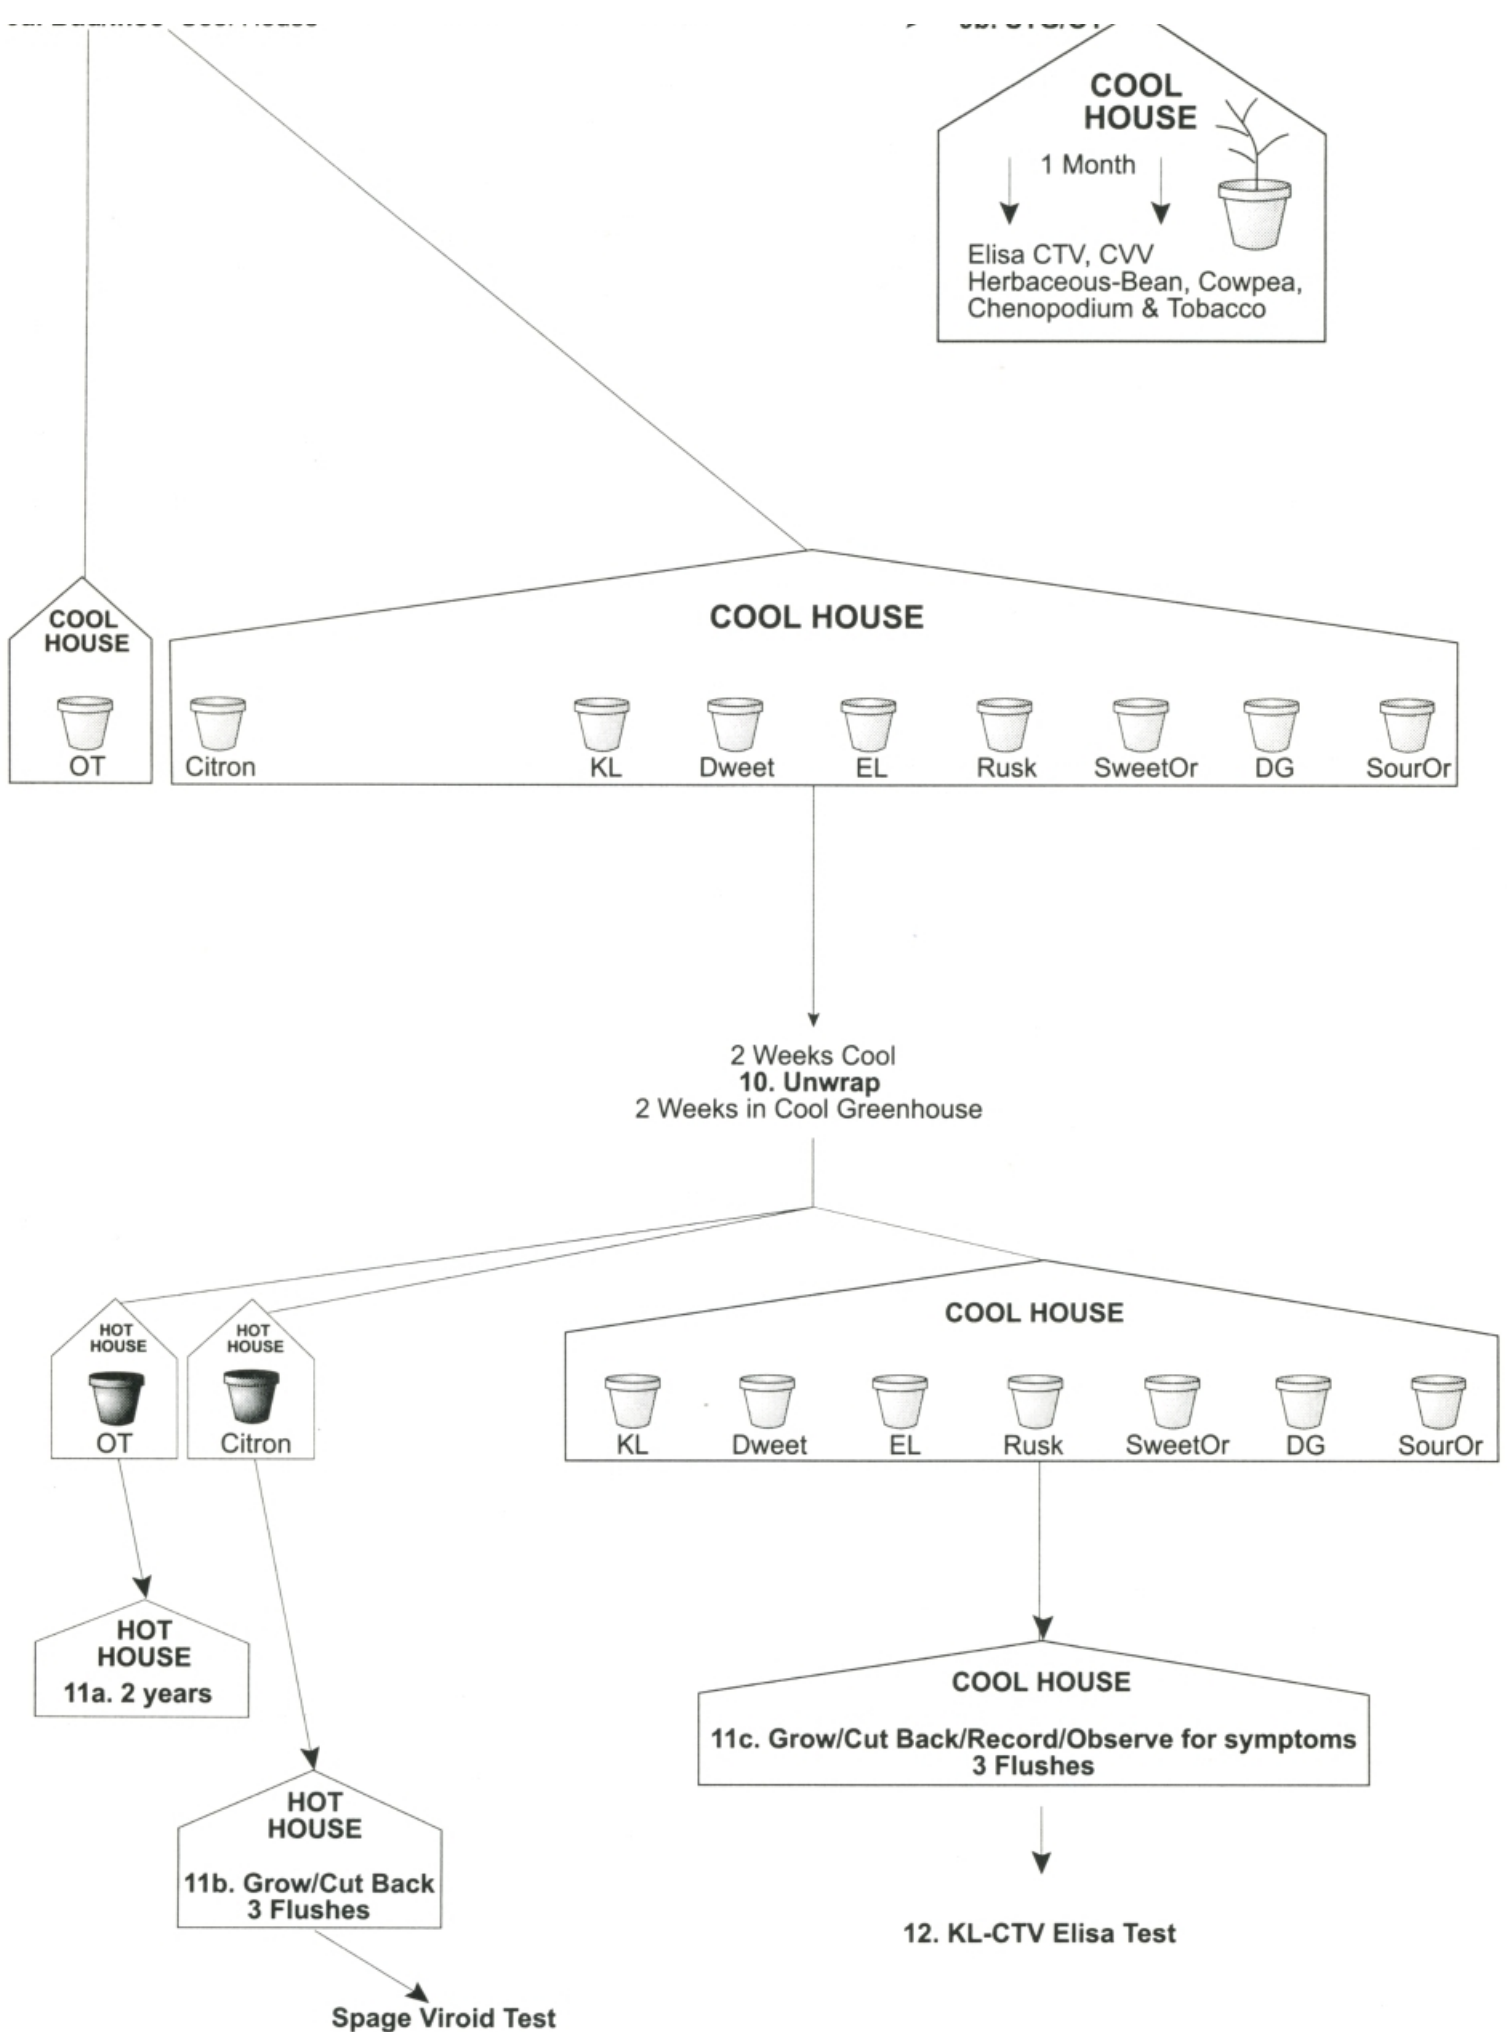 COOL
HOUSE
1 Month
Elisa CTV, CVV
Herbaceous-Bean, Cowpea,
Chenopodium & Tobacco
COOL
HOUSE
OT
COOL HOUSE
Citron
KL
Dweet
EL
Rusk
SweetOr
DG
SourOr
2 Weeks Cool
10. Unwrap
2 Weeks in Cool Greenhouse
HOT
HOUSE
OT
HOT
HOUSE
Citron
COOL HOUSE
KL
Dweet
EL
Rusk
SweetOr
DG
SourOr
HOT
HOUSE
11a. 2 years
HOT
HOUSE
11b. Grow/Cut Back
3 Flushes
Spage Viroid Test
COOL HOUSE
11c. Grow/Cut Back/Record/Observe for symptoms
3 Flushes
12. KL-CTV Elisa Test